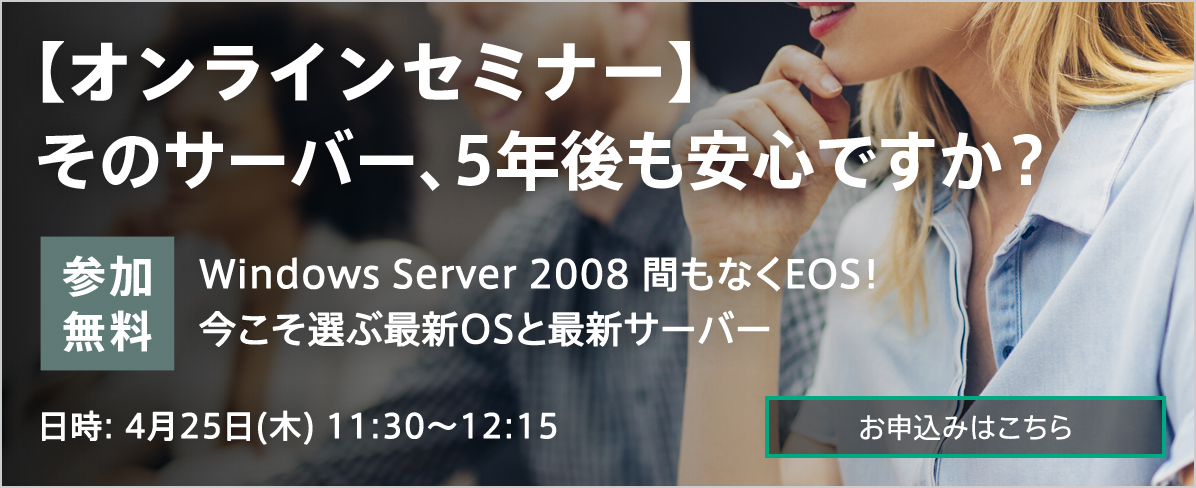 【オンラインセミナー】
そのサーバー、5年後も安心ですか？
参加
無料
Windows Server 2008 間もなくEOS！
今こそ選ぶ最新OSと最新サーバー
日時: 4月25日(木) 11:30～12:15
お申込みはこちら